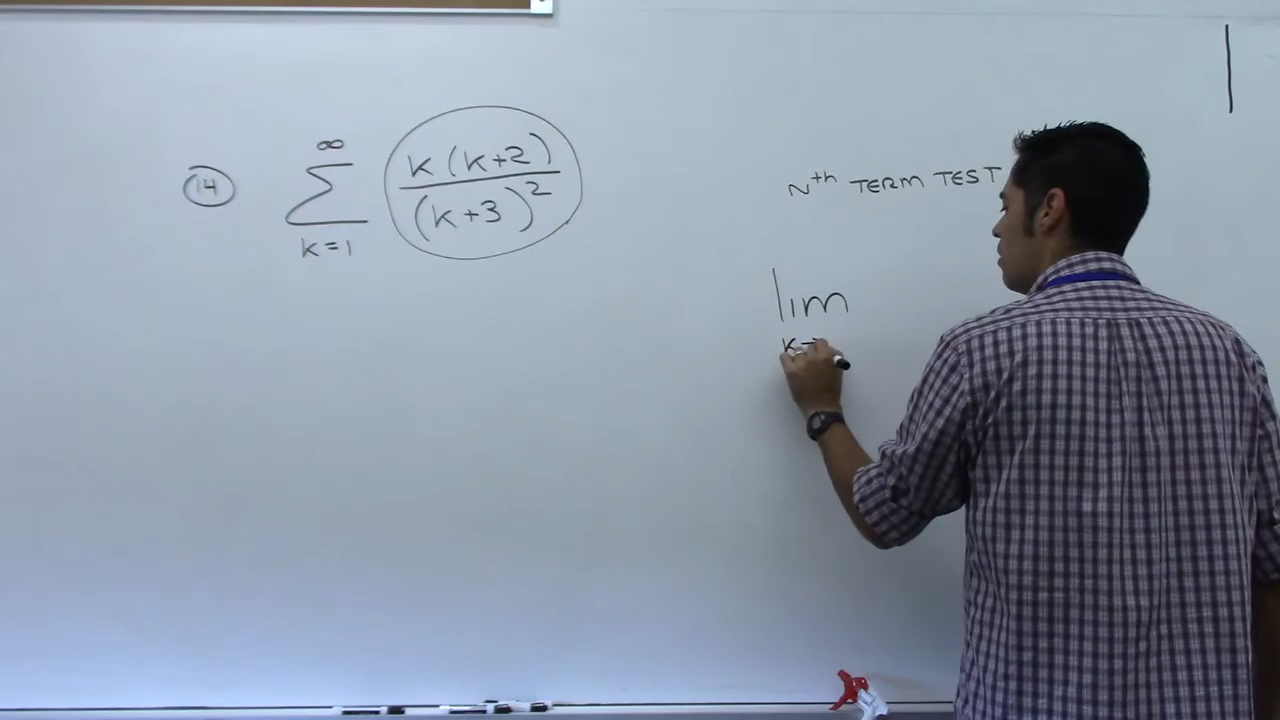 14
∞
Σ
k=1
k(k+2)
(k+3)²
Nth TERM TEST
lim
k→